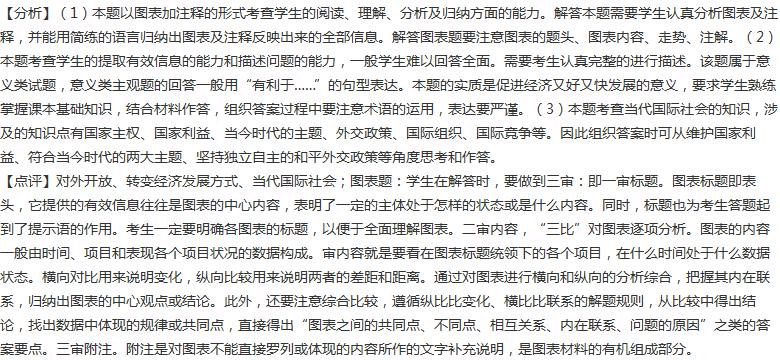 【分析】（1）本题以图表加注释的形式考查学生的阅读、理解、分析及归纳方面的能力。解答本题需要学生认真分析图表及注
释，并能用简练的语言归纳出图表及注释反映出来的全部信息。解答图表题要注意图表的题头、图表内容、走势、注解。（2）
本题考查学生的提取有效信息的能力和描述问题的能力，一般学生难以回答全面。需要考生认真完整的进行描述。该题属于意
义类试题，意义类主观题的回答一般用“有利于……”的句型表达。本题的实质是促进经济又好又快发展的意义，要求学生熟练
掌握课本基础知识，结合材料作答，组织答案过程中要注意术语的运用，表达要严谨。（3）本题考查当代国际社会的知识，涉
及的知识点有国家主权、国家利益、当今时代的主题、外交政策、国际组织、国际竞争等。因此组织答案时可从维护国家利
益、符合当今时代的两大主题、坚持独立自主的和平外交政策等角度思考和作答。
【点评】对外开放、转变经济发展方式、当代国际社会；图表题：学生在解答时，要做到三审：即一审标题。图表标题即表
头，它提供的有效信息往往是图表的中心内容，表明了一定的主体处于怎样的状态或是什么内容。同时，标题也为考生答题起
到了提示语的作用。考生一定要明确各图表的标题，以便于全面理解图表。二审内容，“三比”对图表逐项分析。图表的内容
一般由时间、项目和表现各个项目状况的数据构成。审内容就是要看在图表标题统领下的各个项目，在什么时间处于什么数据
状态。横向对比用来说明变化，纵向比较用来说明两者的差距和距离。通过对图表进行横向和纵向的分析综合，把握其内在联
系，归纳出图表的中心观点或结论。此外，还要注意综合比较，遵循纵比比变化、横比比联系的解题规则，从比较中得出结
论，找出数据中体现的规律或共同点，直接得出“图表之间的共同点、不同点、相互关系、内在联系、问题的原因”之类的答
案要点。三审附注。附注是对图表不能直接罗列或体现的内容所作的文字补充说明，是图表材料的有机组成部分。